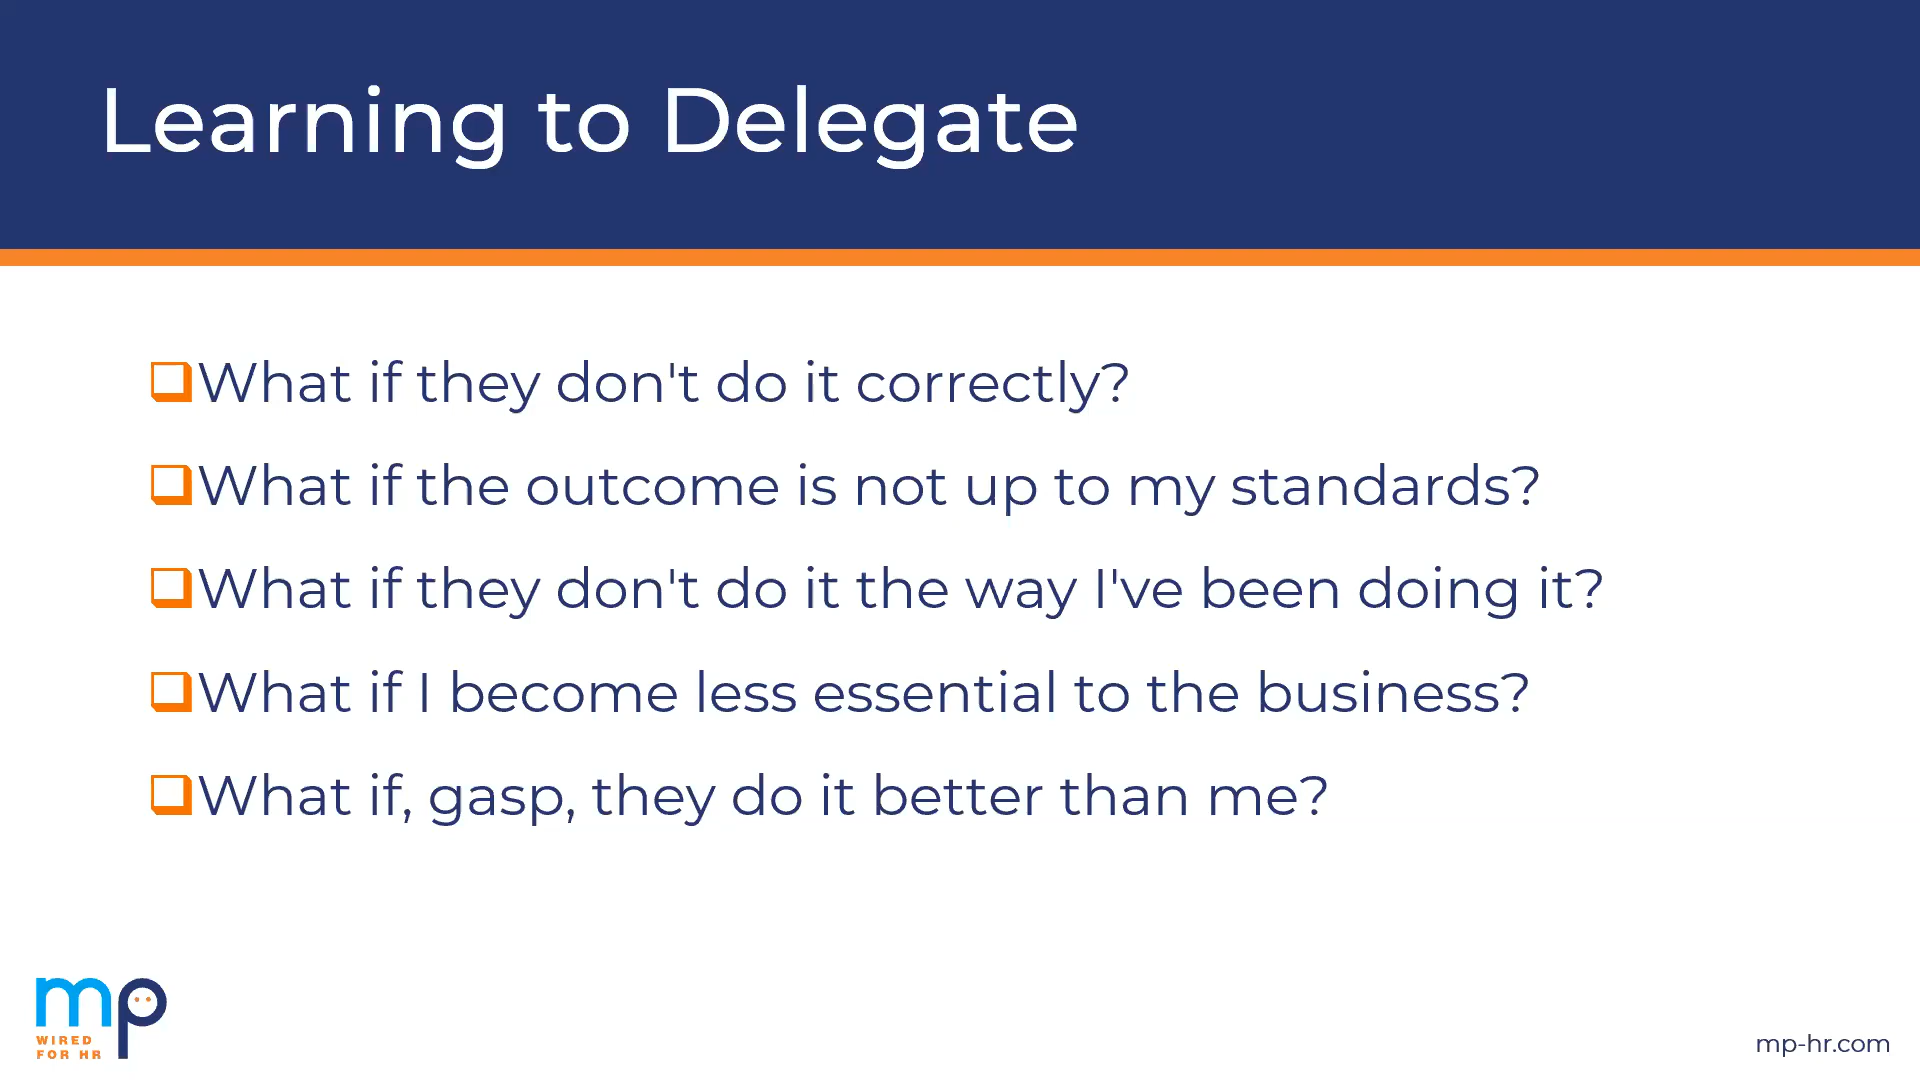 Learning to Delegate
What if they don't do it correctly?
What if the outcome is not up to my standards?
What if they don't do it the way I've been doing it?
What if I become less essential to the business?
What if, gasp, they do it better than me?
mp
WIRED
FOR HR
mp-hr.com